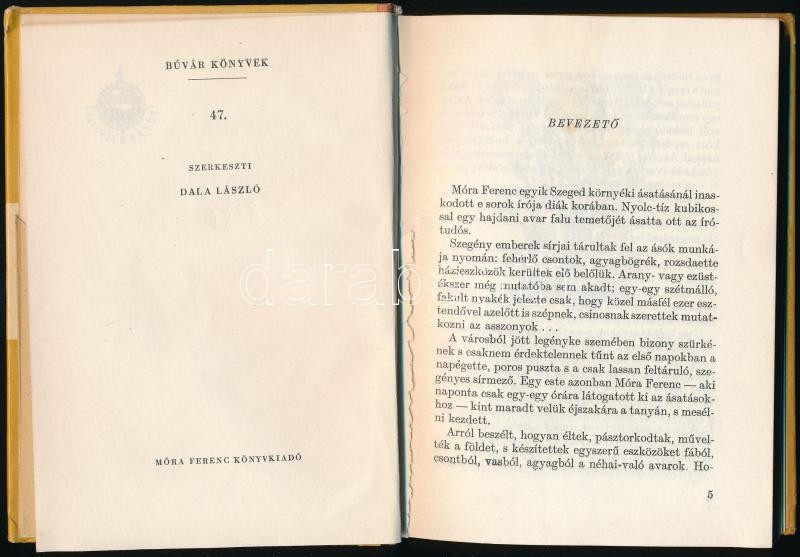 BÚVÁR KÖNYVEK
47.
SZERKESZTI
DALA LÁSZLÓ
MÓRA FERENC KÖNYVKIADÓ
BEVEZETŐ
Móra Ferenc egyik Szeged környéki ásatásánál inas-
kodott e sorok írója diák korában. Nyolc-tíz kubikos-
sal egy hajdani avar falu temetőjét ásatta ott az író-
tudós.
Szegény emberek sírjai tárultak fel az ásók munká-
ja nyomán: fehérlő csontok, agyagbögrék, rozsdaette
házieszközök kerültek elő belőlük. Arany- vagy ezüst-
ékszer még mutatóba sem akadt; egy-egy szétmálló,
fakult nyakék jelezte csak, hogy közel másfél ezer esz-
tendővel azelőtt is szépnek, csinosnak szerettek mutat-
kozni az asszonyok . . .
A városból jött legényke szemében bizony szürké-
nek s csaknem érdektelennek tűnt az első napokban a
napégette, poros puszta s a csak lassan feltáruló, sze-
gényes sírmező. Egy este azonban Móra Ferenc — aki
naponta csak egy-egy órára látogatott ki az ásatások-
hoz — kint maradt velük éjszakára a tanyán, s mesél-
ni kezdett.
Arról beszélt, hogyan éltek, pásztorkodtak, művel-
ték a földet, s készítettek egyszerű eszközöket fából,
csontból, vasból, agyagból a néhai-való avarok. Ho-
5